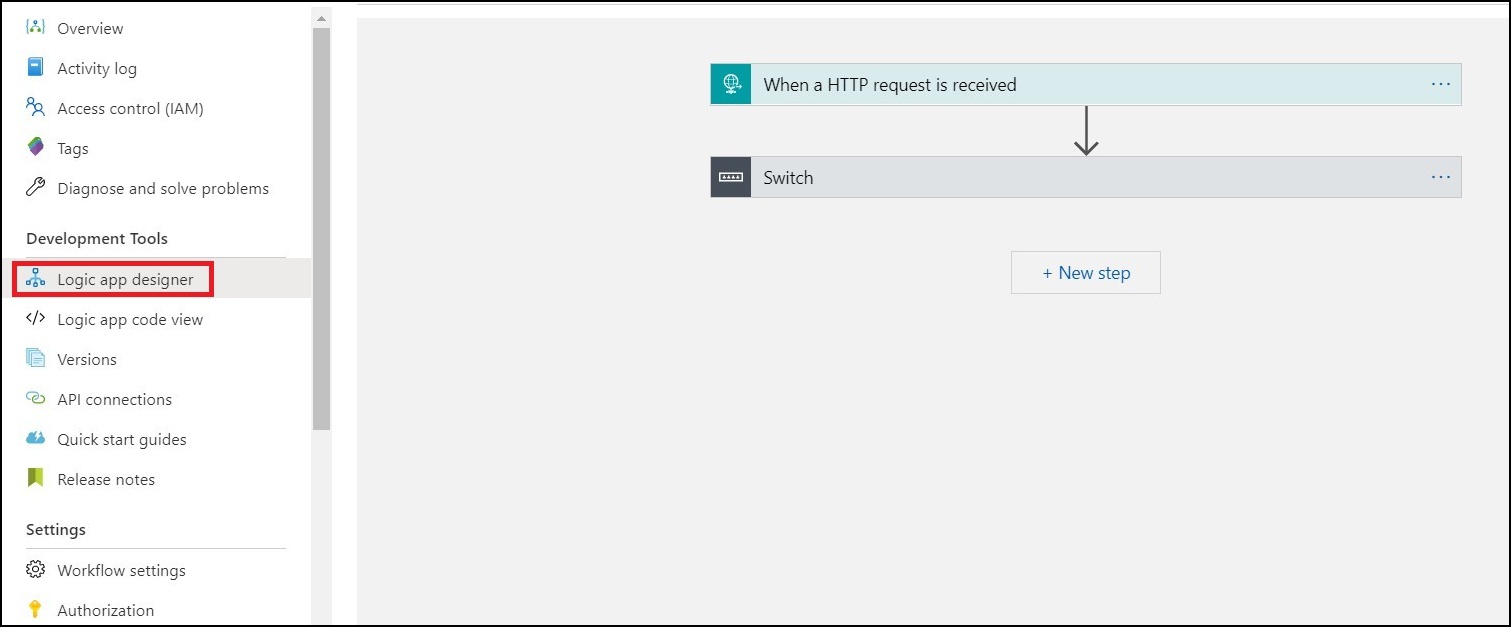 Overview
Activity log
Access control (IAM)
Tags
Diagnose and solve problems
Development Tools
Logic app designer
Logic app code view
Versions
API connections
Quick start guides
Release notes
Settings
Workflow settings
Authorization
When a HTTP request is received
Switch
+ New step